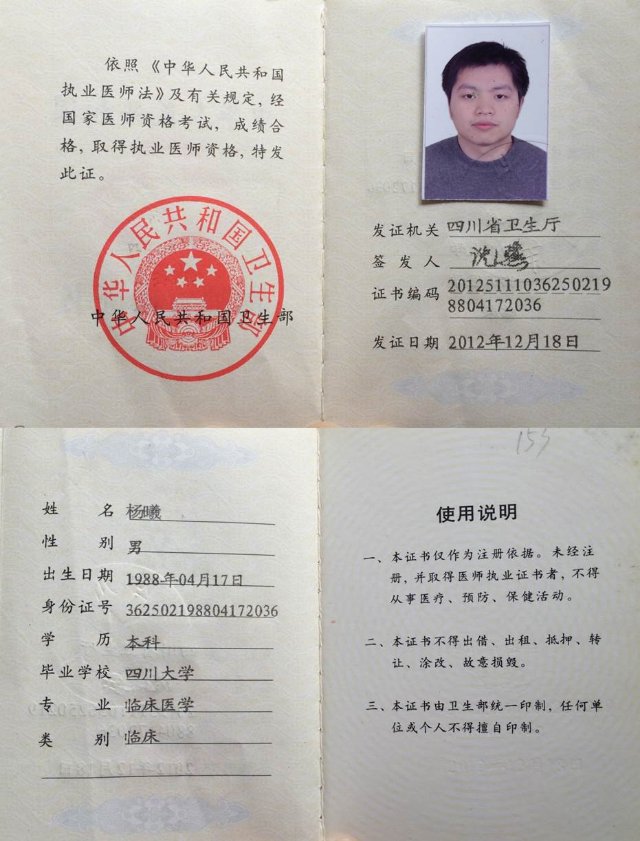 依照《中华人民共和国
执业医师法》及有关规定，经
国家医师资格考试，成绩合
格，取得执业医师资格，特发
此证。
中华人民共和国卫生部
中华人民共和国卫生部
发证机关 四川省卫生厅
签发人
证书编码 20125111036250219
8804172036
发证日期 2012年12月18日
姓名 杨曦
性别 男
出生日期 1988年04月17日
身份证号 362502198804172036
学历 本科
毕业学校 四川大学
专业 临床医学
类别 临床
153
使用说明
一、本证书仅作为注册依据。未经注
册，并取得医师执业证书者，不得
从事医疗、预防、保健活动。
二、本证书不得出借、出租、抵押、转
让、涂改、故意损毁。
三、本证书由卫生部统一印制，任何单
位或个人不得擅自印制。